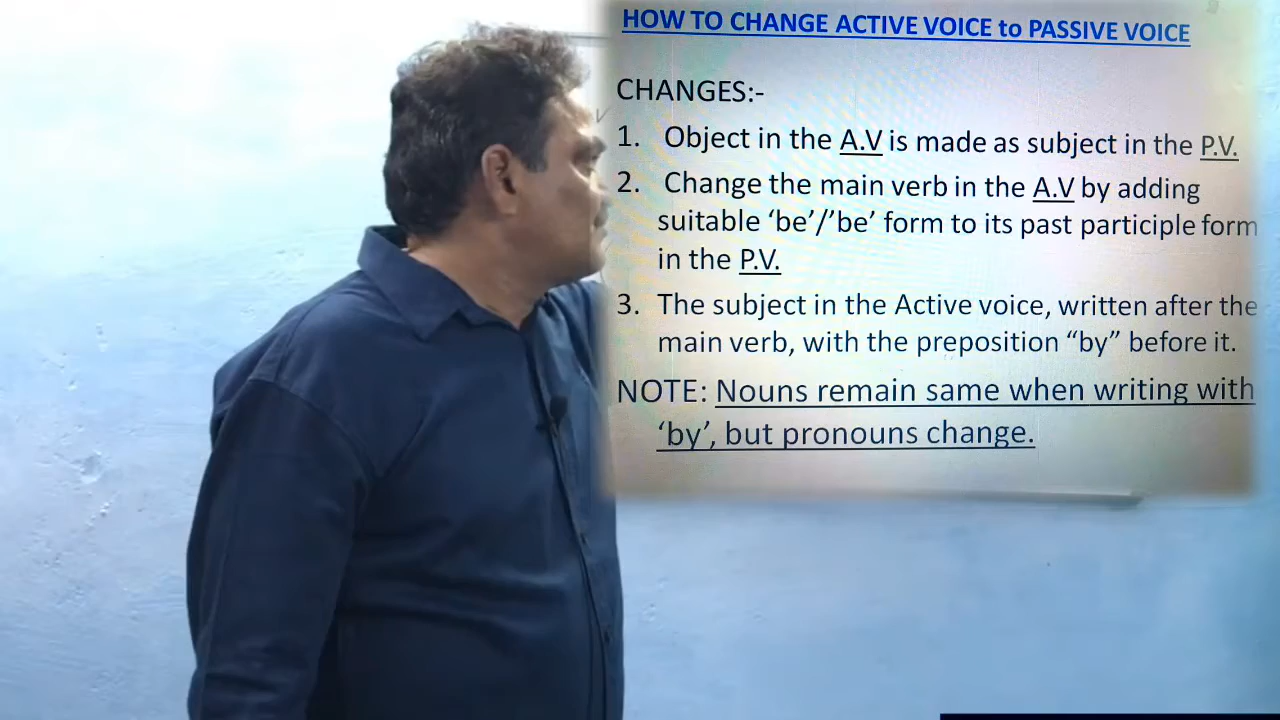 HOW TO CHANGE ACTIVE VOICE to PASSIVE VOICE
CHANGES:-
1. Object in the A.V is made as subject in the P.V.
2. Change the main verb in the A.V by adding
suitable ‘be’/’be’ form to its past participle form
in the P.V.
3. The subject in the Active voice, written after the
main verb, with the preposition “by” before it.
NOTE: Nouns remain same when writing with
‘by’, but pronouns change.